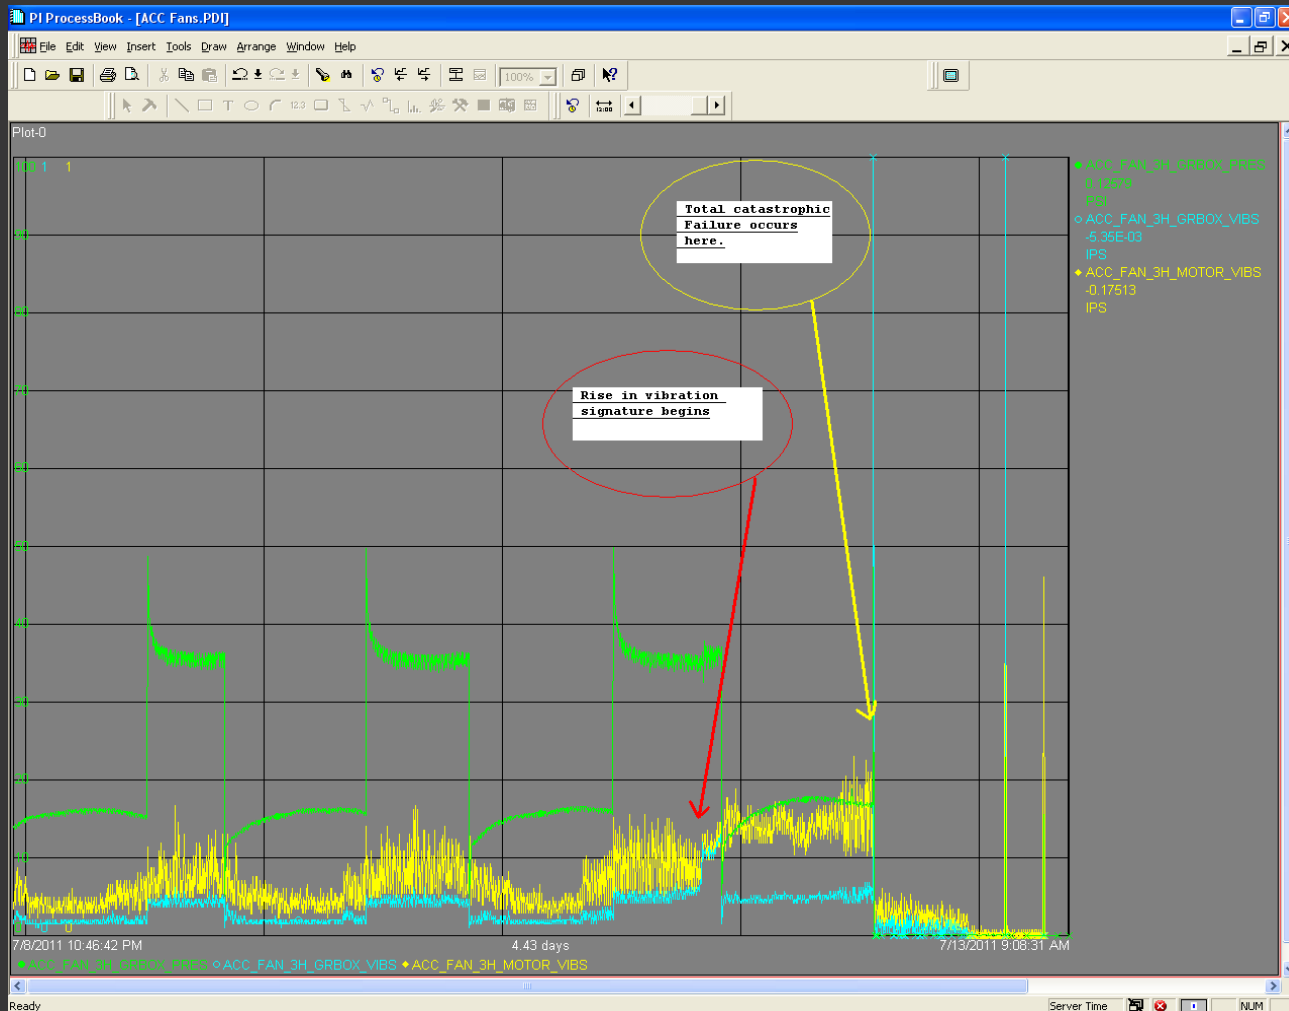 PI ProcessBook - [ACC Fans.PDI]
File Edit View Insert Tools Draw Arrange Window Help
100%
T 12.3
12:00
Plot-0
100 1 1
ACC_FAN_3H_GRBOX_PRES
0.12579
PSI
ACC_FAN_3H_GRBOX_VIBS
-5.35E-03
IPS
ACC_FAN_3H_MOTOR_VIBS
-0.17513
IPS
90
80
70
60
50
40
30
20
10
Total catastrophic
Failure occurs
here.
Rise in vibration
signature begins
0 0
7/8/2011 10:46:42 PM 4.43 days 7/13/2011 9:08:31 AM
ACC_FAN_3H_GRBOX_PRES ACC_FAN_3H_GRBOX_VIBS ACC_FAN_3H_MOTOR_VIBS
Ready Server Time NUM